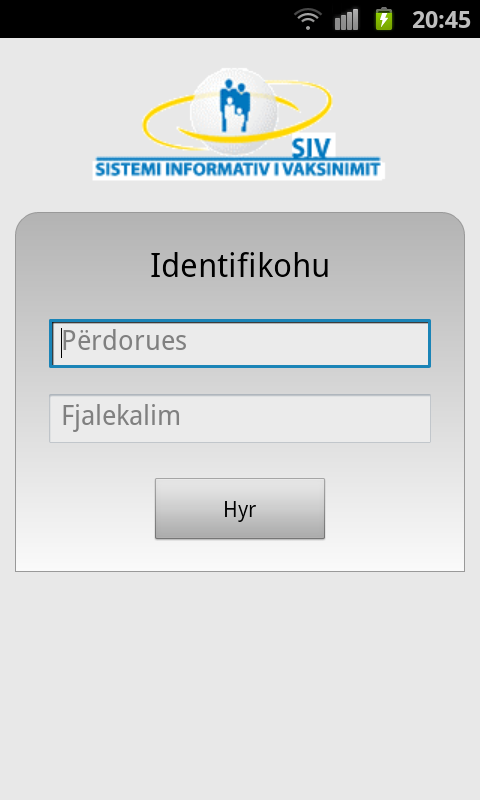 20:45
SIV
SISTEMI INFORMATIV I VAKSINIMIT
Identifikohu
Përdorues
Fjalekalim
Hyr